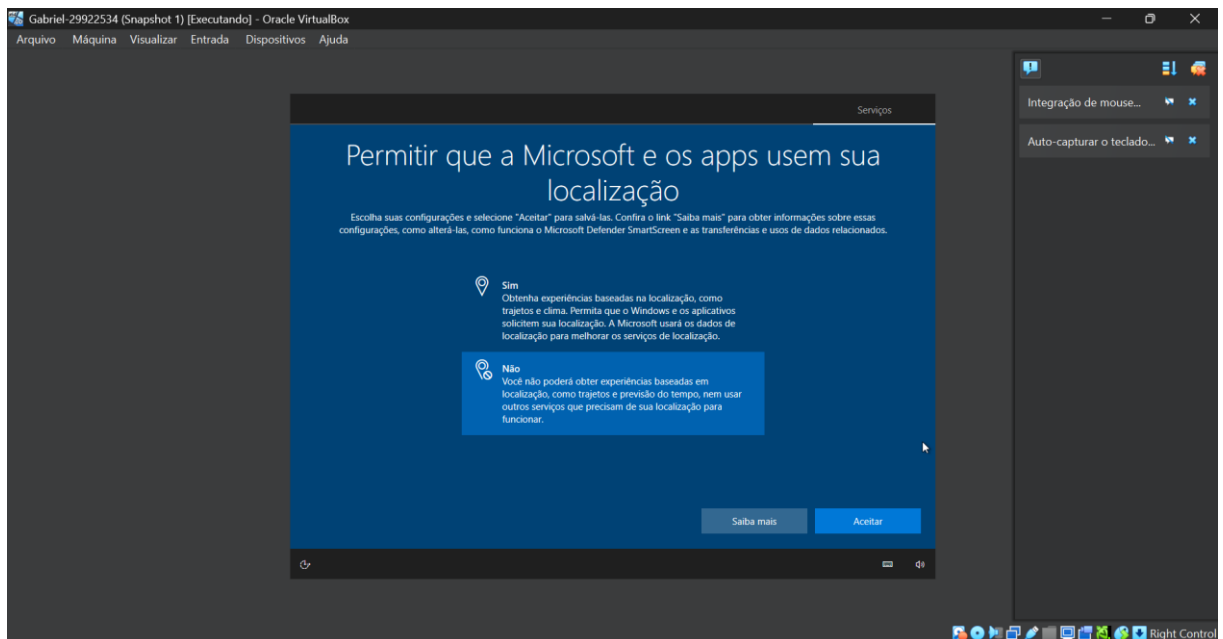 Gabriel-29922534 (Snapshot 1) [Executando] - Oracle VirtualBox
Arquivo Máquina Visualizar Entrada Dispositivos Ajuda
Integração de mouse...
Auto-capturar o teclado...
Serviços
Permitir que a Microsoft e os apps usem sua
localização
Escolha suas configurações e selecione "Aceitar" para salvá-las. Confira o link "Saiba mais" para obter informações sobre essas
configurações, como alterá-las, como funciona o Microsoft Defender SmartScreen e as transferências e usos de dados relacionados.
Sim
Obtenha experiências baseadas na localização, como
trajetos e clima. Permita que o Windows e os aplicativos
solicitem sua localização. A Microsoft usará os dados de
localização para melhorar os serviços de localização.
Não
Você não poderá obter experiências baseadas em
localização, como trajetos e previsão do tempo, nem usar
outros serviços que precisam de sua localização para
funcionar.
Saiba mais
Aceitar
Right Control